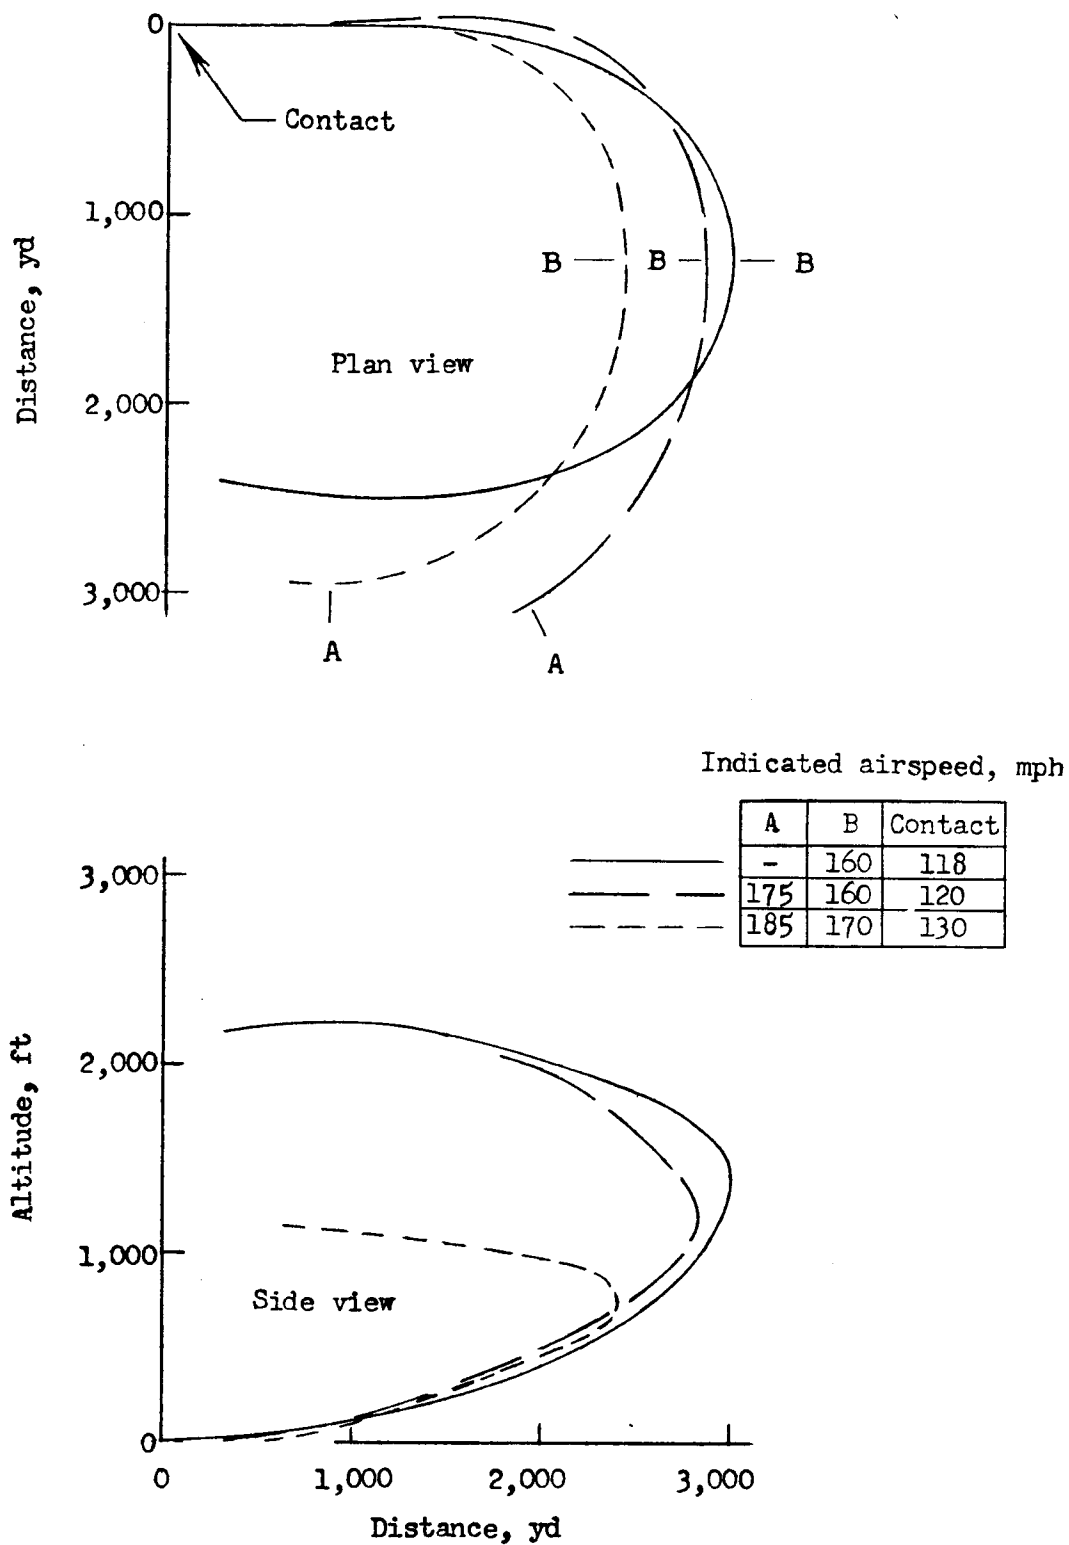 0
Contact
1,000
B
B
B
Distance, yd
Plan view
2,000
3,000
A
A
Indicated airspeed, mph
A B Contact
- 160 118
175 160 120
185 170 130
3,000
2,000
Altitude, ft
1,000
Side view
0
0 1,000 2,000 3,000
Distance, yd